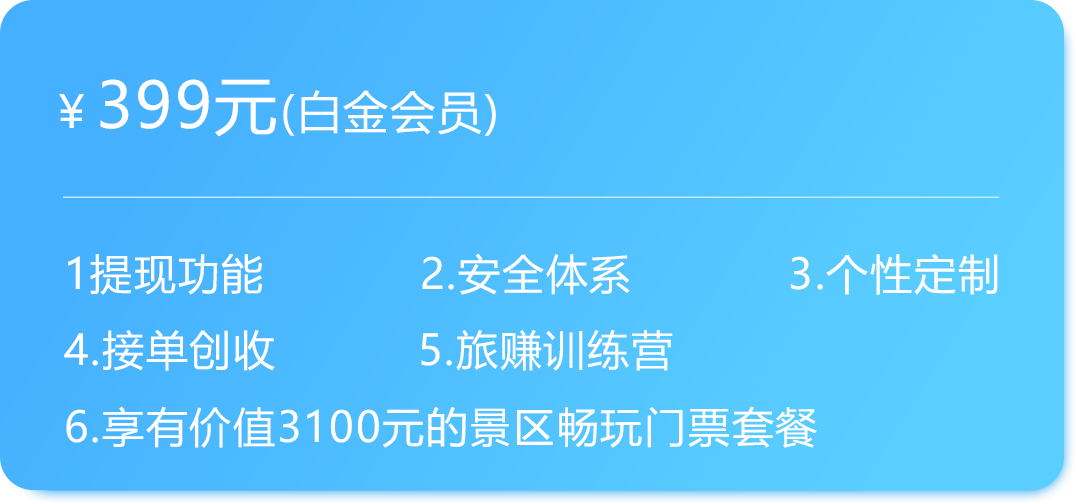 ¥399元(白金会员)
1提现功能 2.安全体系 3.个性定制
4.接单创收 5.旅赚训练营
6.享有价值3100元的景区畅玩门票套餐